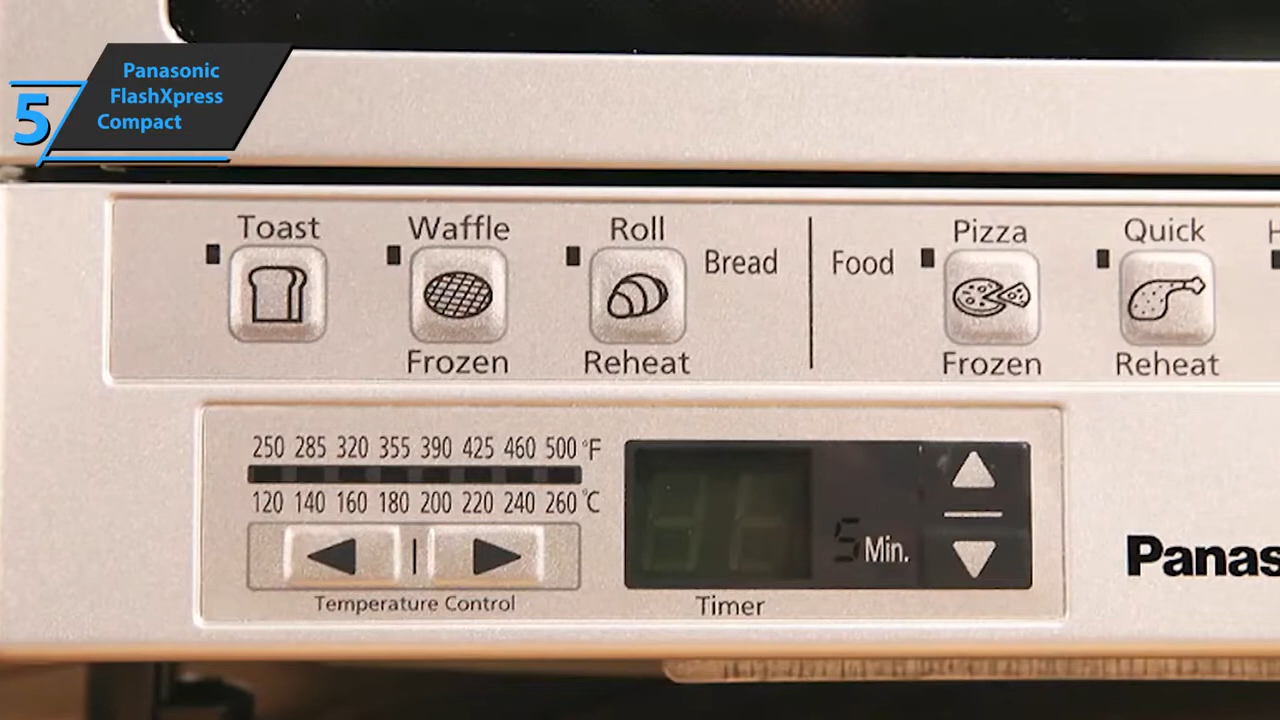 5
Panasonic
FlashXpress
Compact
Toast
Waffle
Frozen
Roll
Reheat
Bread
Food
Pizza
Frozen
Quick
Reheat
H
250 285 320 355 390 425 460 500 °F
120 140 160 180 200 220 240 260 °C
Temperature Control
5 Min.
Timer
Panas